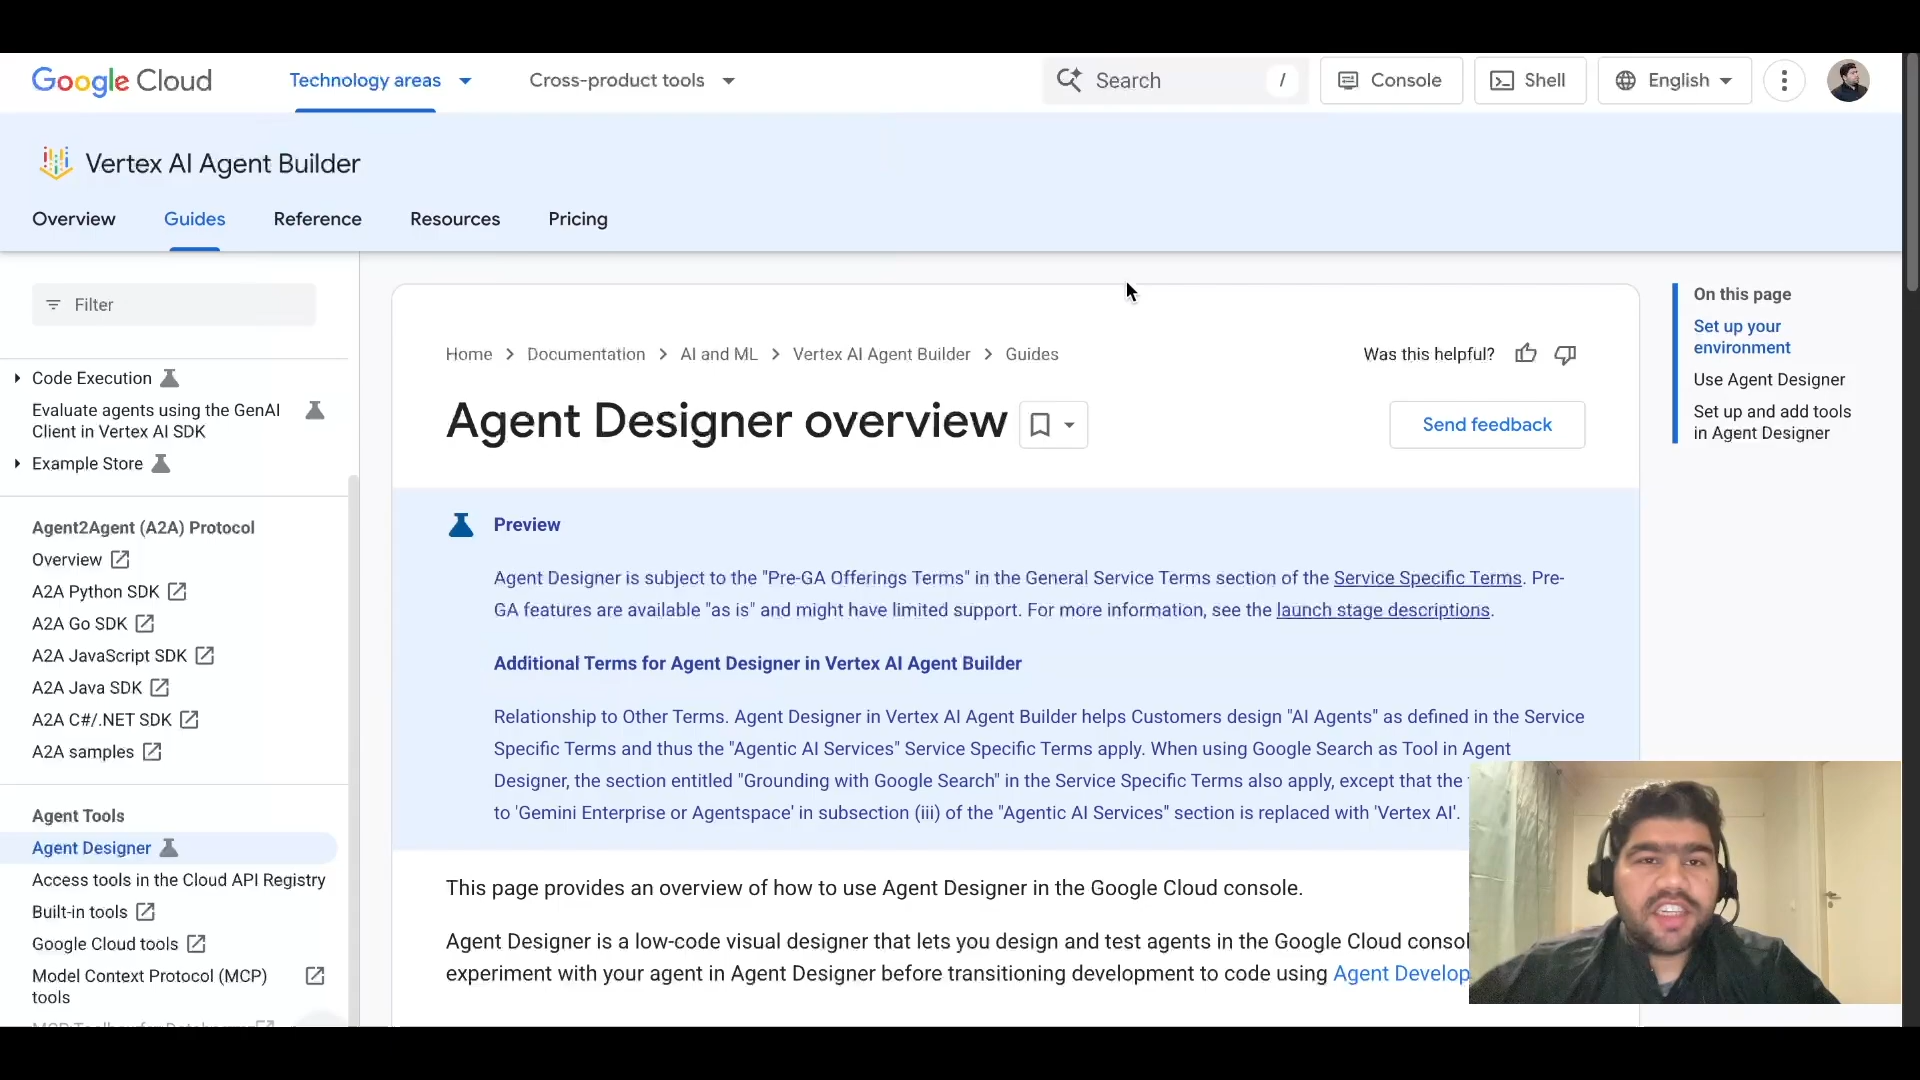 Google Cloud
Technology areas
Cross-product tools
Search
/
Console
Shell
English
Vertex AI Agent Builder
Overview
Guides
Reference
Resources
Pricing
Filter
Code Execution
Evaluate agents using the GenAI
Client in Vertex AI SDK
Example Store
Agent2Agent (A2A) Protocol
Overview
A2A Python SDK
A2A Go SDK
A2A JavaScript SDK
A2A Java SDK
A2A C#/.NET SDK
A2A samples
Agent Tools
Agent Designer
Access tools in the Cloud API Registry
Built-in tools
Google Cloud tools
Model Context Protocol (MCP)
tools
Home > Documentation > AI and ML > Vertex AI Agent Builder > Guides
Was this helpful?
Agent Designer overview
Send feedback
Preview
Agent Designer is subject to the "Pre-GA Offerings Terms" in the General Service Terms section of the Service Specific Terms. Pre-
GA features are available "as is" and might have limited support. For more information, see the launch stage descriptions.
Additional Terms for Agent Designer in Vertex AI Agent Builder
Relationship to Other Terms. Agent Designer in Vertex AI Agent Builder helps Customers design "AI Agents" as defined in the Service
Specific Terms and thus the "Agentic AI Services" Service Specific Terms apply. When using Google Search as Tool in Agent
Designer, the section entitled "Grounding with Google Search" in the Service Specific Terms also apply, except that the
to 'Gemini Enterprise or Agentspace' in subsection (iii) of the "Agentic AI Services" section is replaced with 'Vertex AI'.
This page provides an overview of how to use Agent Designer in the Google Cloud console.
Agent Designer is a low-code visual designer that lets you design and test agents in the Google Cloud consol
experiment with your agent in Agent Designer before transitioning development to code using Agent Develop
On this page
Set up your
environment
Use Agent Designer
Set up and add tools
in Agent Designer